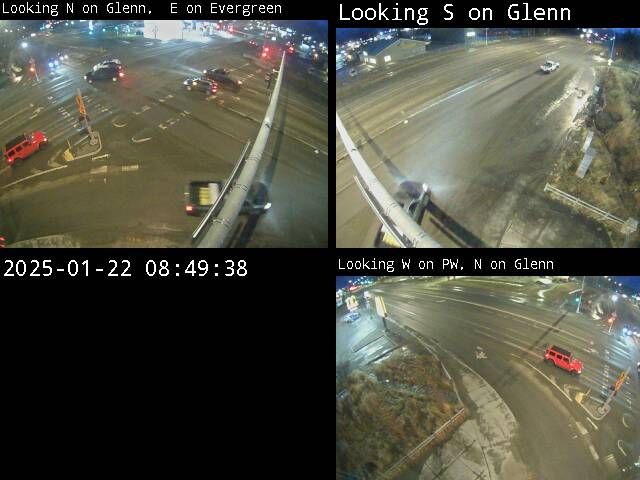 Looking N on Glenn, E on Evergreen
Looking S on Glenn
2025-01-22 08:49:38
Looking W on PW, N on Glenn